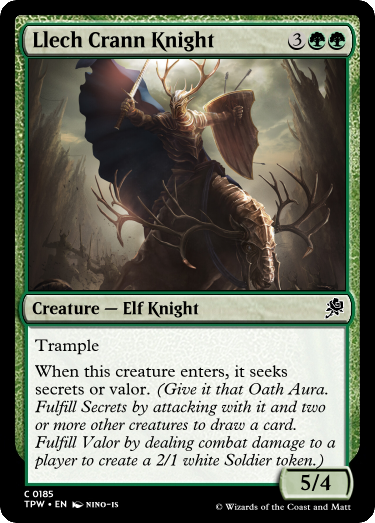 Llech Crann Knight 3
Creature — Elf Knight
Trample
When this creature enters, it seeks
secrets or valor. (Give it that Oath Aura.
Fulfill Secrets by attacking with it and two
or more other creatures to draw a card.
Fulfill Valor by dealing combat damage to a
player to create a 2/1 white Soldier token.)
5/4
C 0185
TPW • EN NINO-IS
© Wizards of the Coast and Matt